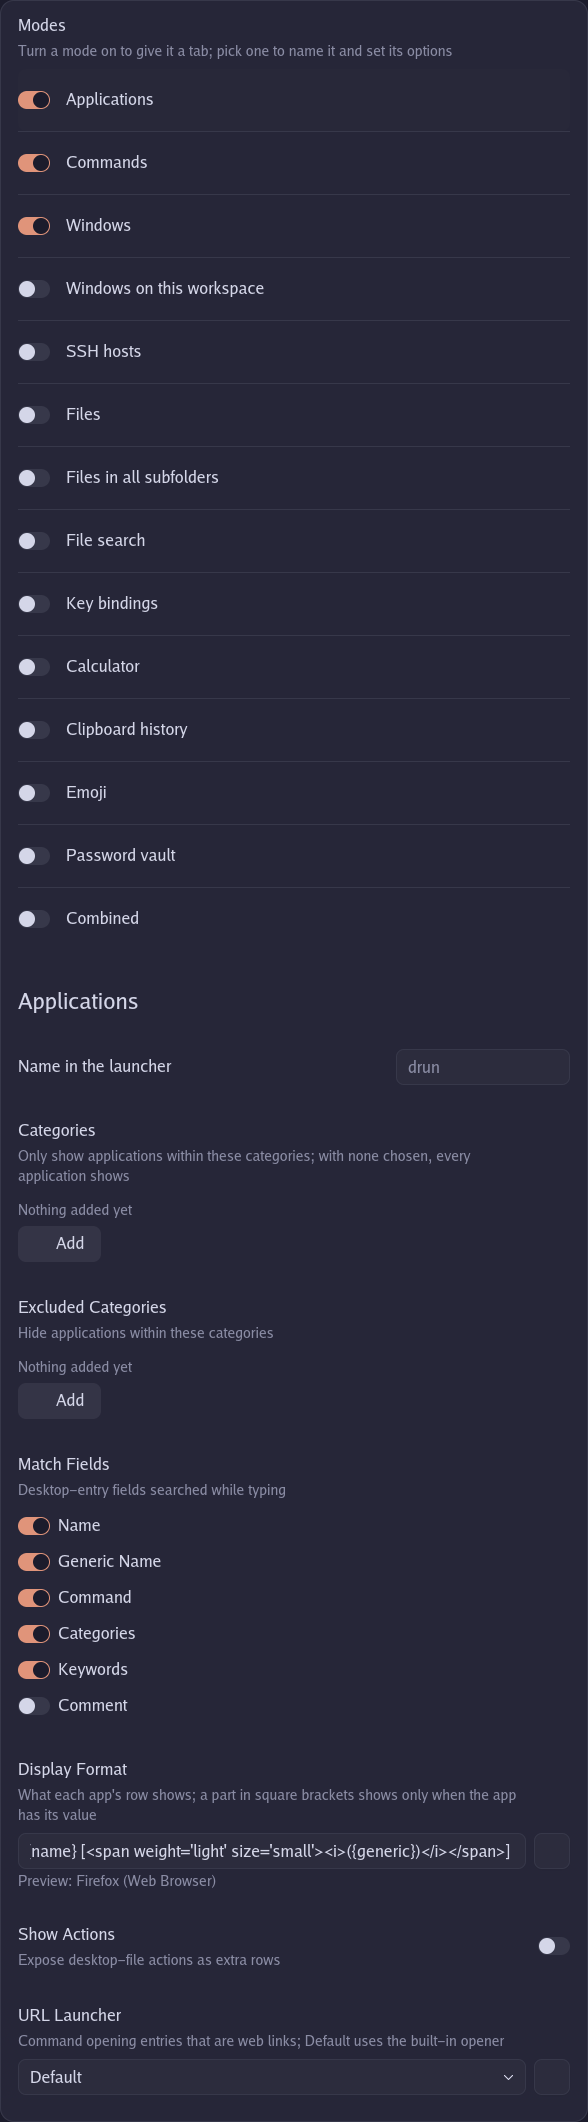 Modes
Turn a mode on to give it a tab; pick one to name it and set its options
Applications
Commands
Windows
Windows on this workspace
SSH hosts
Files
Files in all subfolders
File search
Key bindings
Calculator
Clipboard history
Emoji
Password vault
Combined
Applications
Name in the launcher
drun
Categories
Only show applications within these categories; with none chosen, every
application shows
Nothing added yet
Add
Excluded Categories
Hide applications within these categories
Nothing added yet
Add
Match Fields
Desktop-entry fields searched while typing
Name
Generic Name
Command
Categories
Keywords
Comment
Display Format
What each app's row shows; a part in square brackets shows only when the app
has its value
name} [<span weight='light' size='small'><i>({generic})</i></span>]
Preview: Firefox (Web Browser)
Show Actions
Expose desktop-file actions as extra rows
URL Launcher
Command opening entries that are web links; Default uses the built-in opener
Default